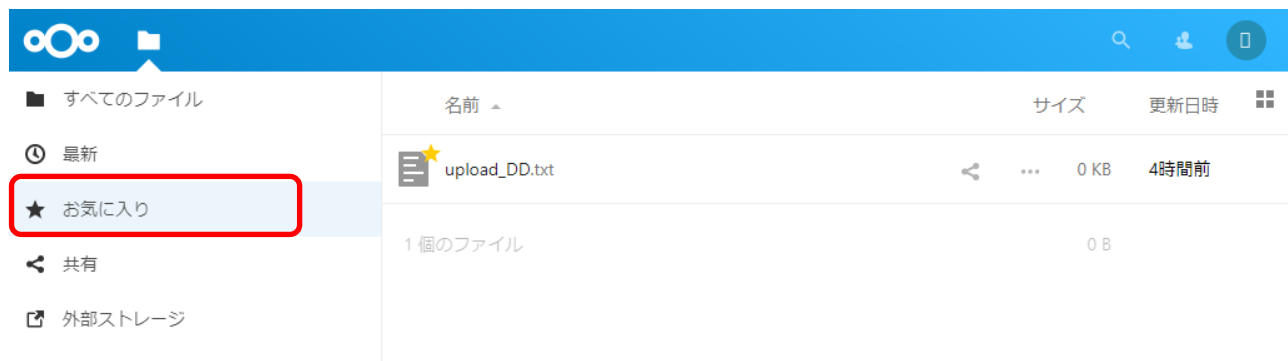 すべてのファイル
最新
お気に入り
共有
外部ストレージ
名前 サイズ 更新日時
upload_DD.txt 0 KB 4時間前
1 個のファイル 0 B